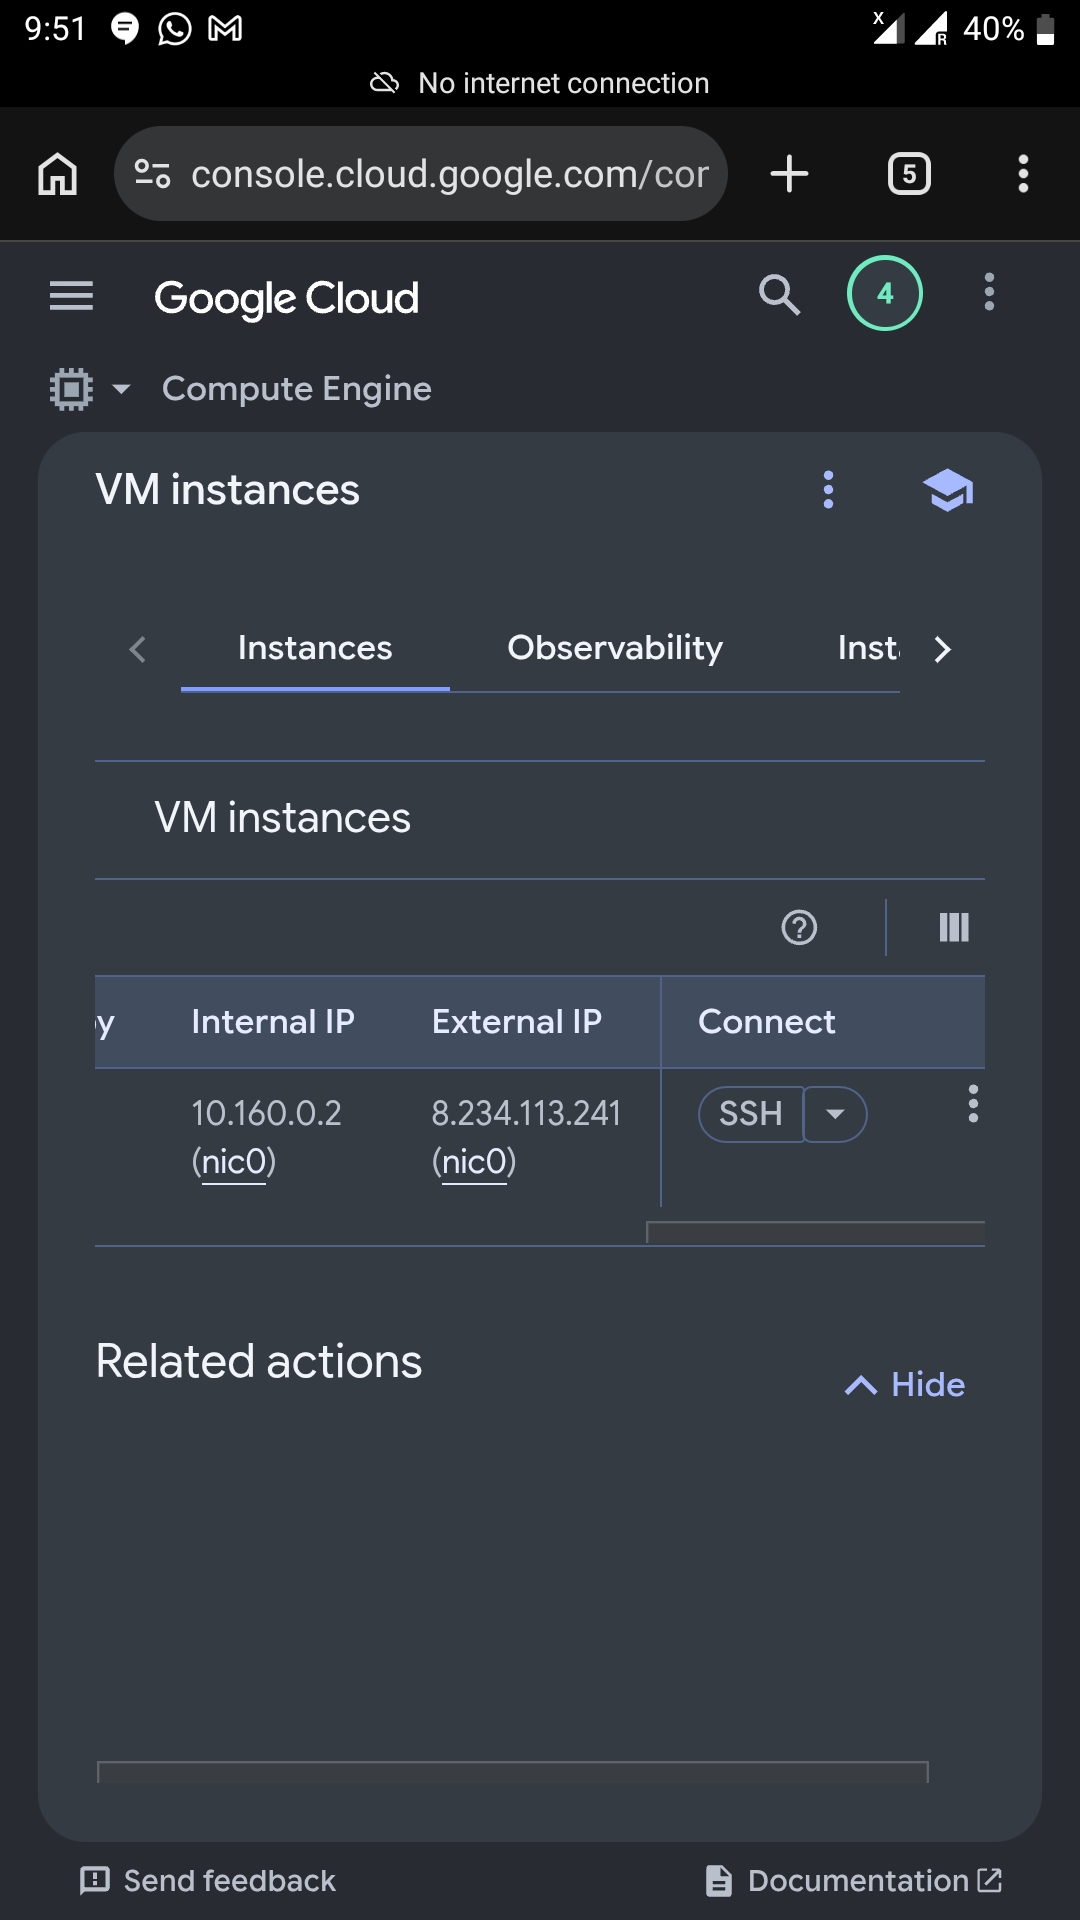 9:51
X
R
40%
No internet connection
console.cloud.google.com/cor
5
Google Cloud
4
Compute Engine
VM instances
Instances
Observability
Inst
VM instances
y
Internal IP
External IP
Connect
10.160.0.2
(nic0)
8.234.113.241
(nic0)
SSH
Related actions
Hide
Send feedback
Documentation